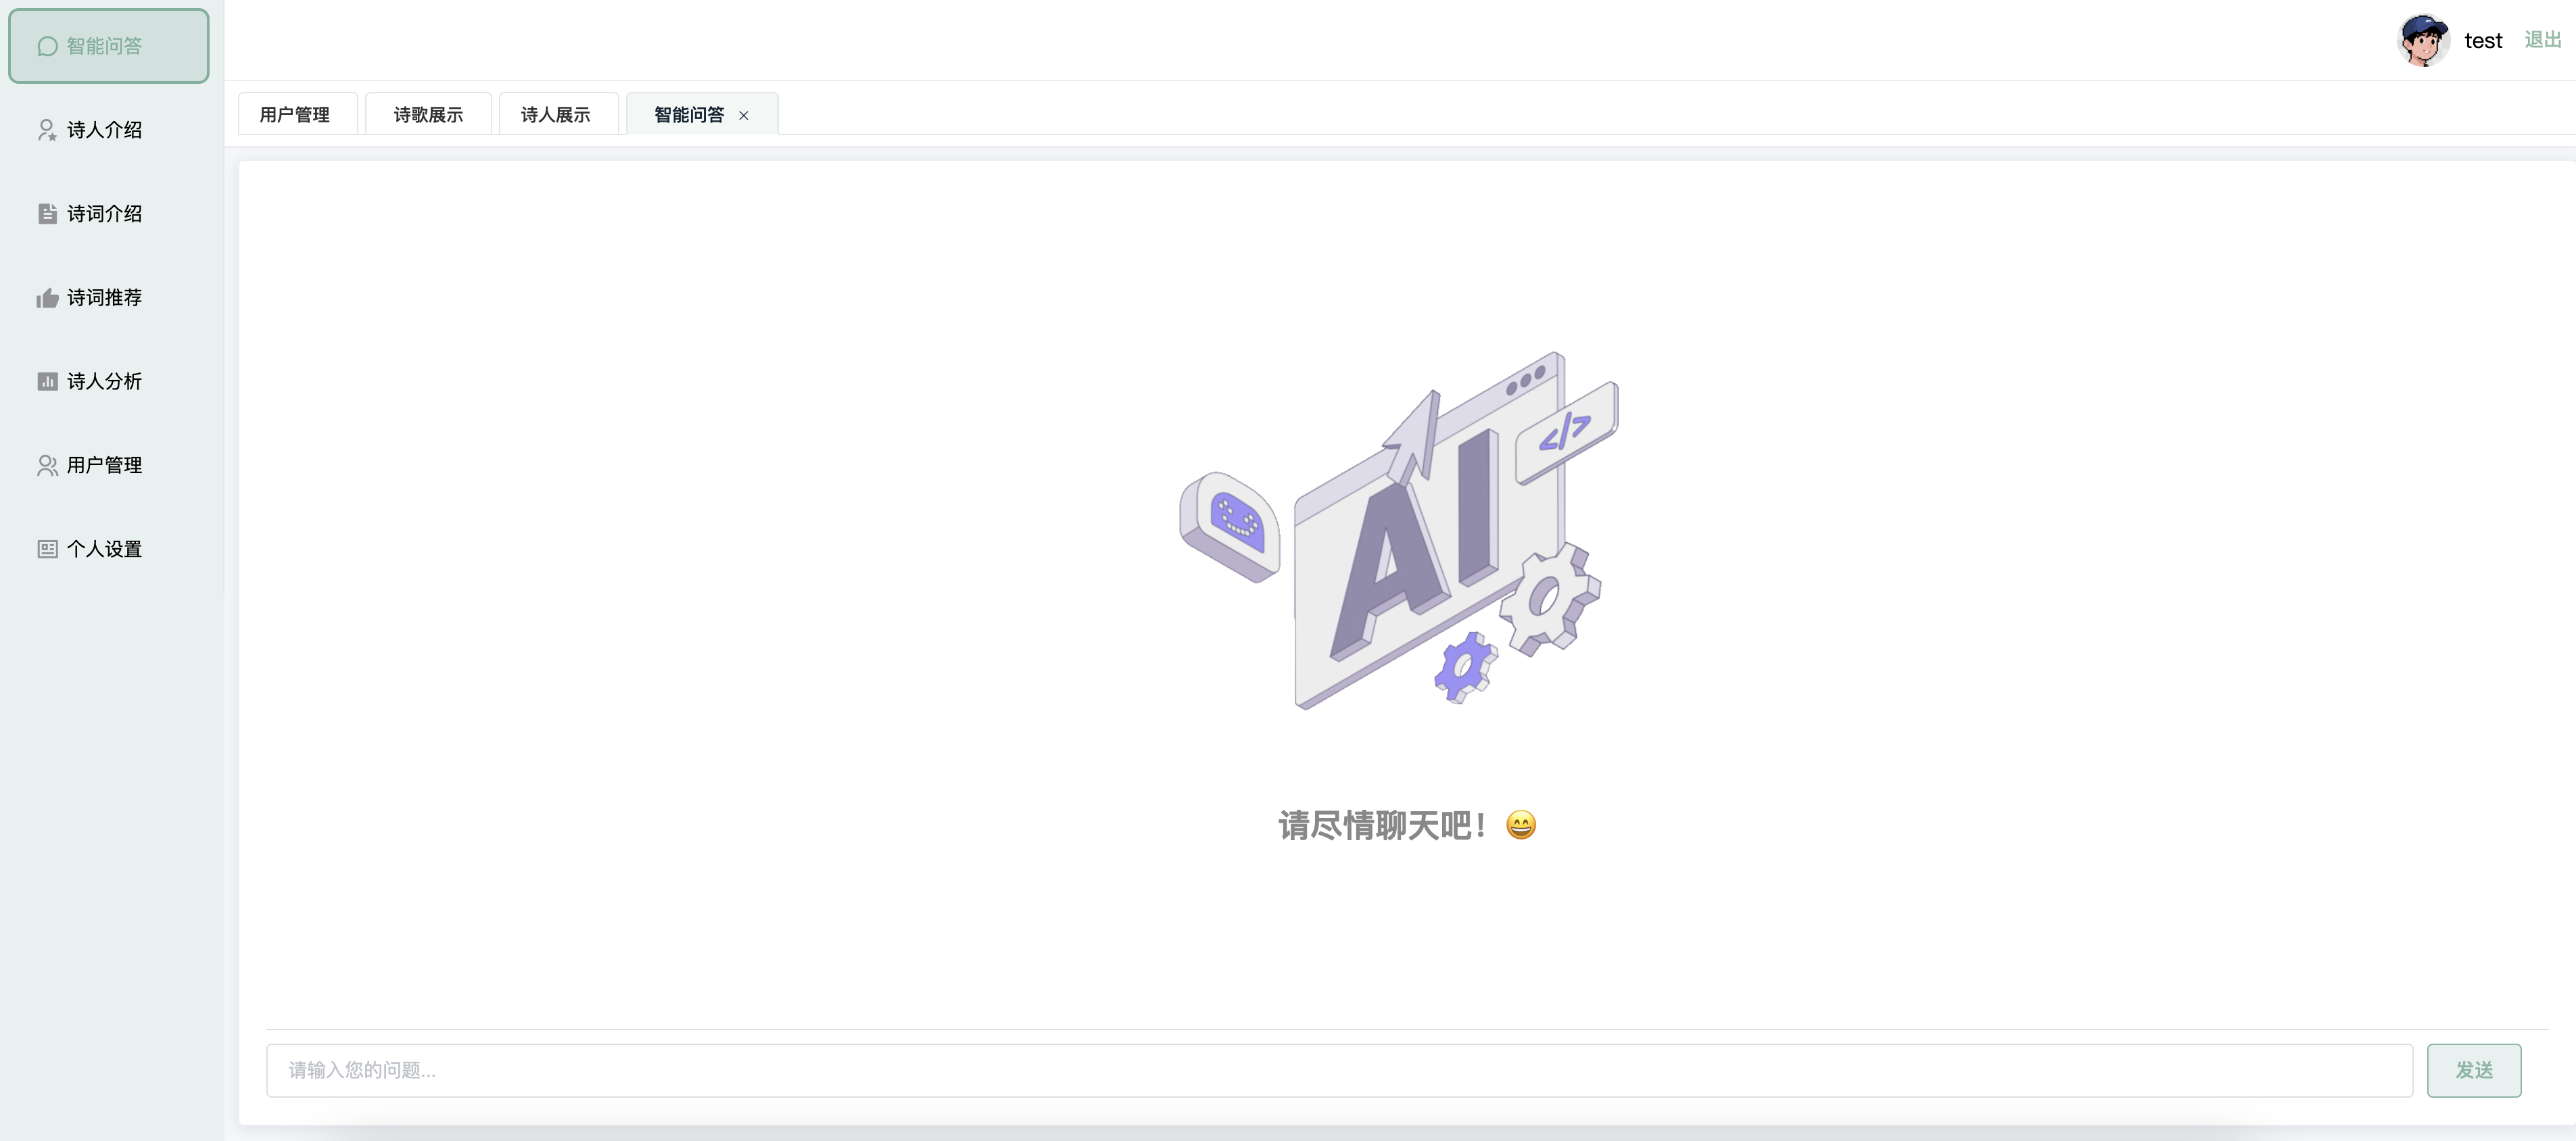 智能问答
诗人介绍
诗词介绍
诗词推荐
诗人分析
用户管理
个人设置
test 退出
用户管理 诗歌展示 诗人展示 智能问答 ×
AI
</>
请尽情聊天吧！😄
请输入您的问题...
发送